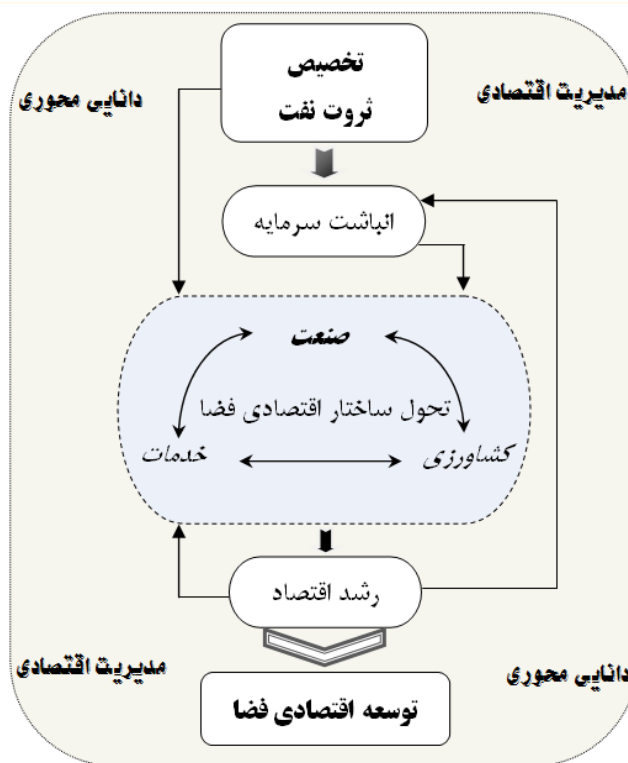 تخصیص
ثروت نفت
مدیریت اقتصادی
دانایی محوری
انباشت سرمایه
صنعت
تحول ساختار اقتصادی فضا
کشاورزی
خدمات
رشد اقتصاد
مدیریت اقتصادی
دانایی محوری
توسعه اقتصادی فضا